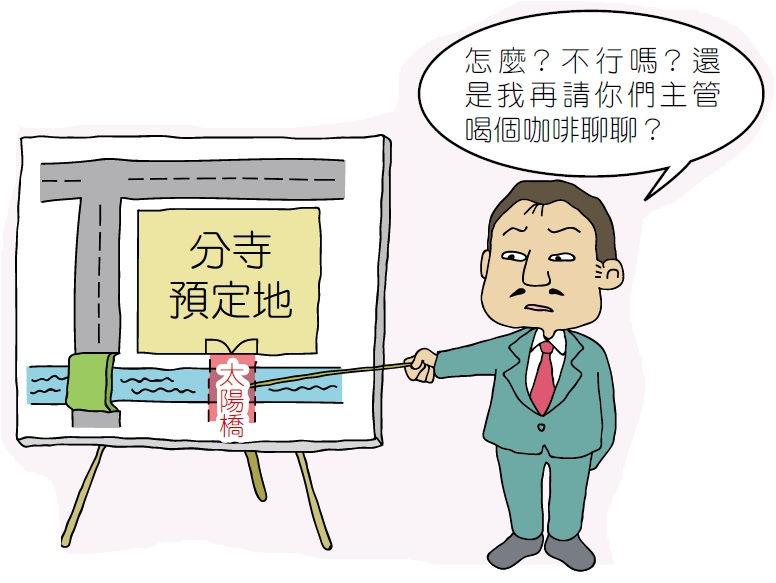 怎麼？不行嗎？還
是我再請你們主管
喝個咖啡聊聊？
分寺
預定地
太陽橋